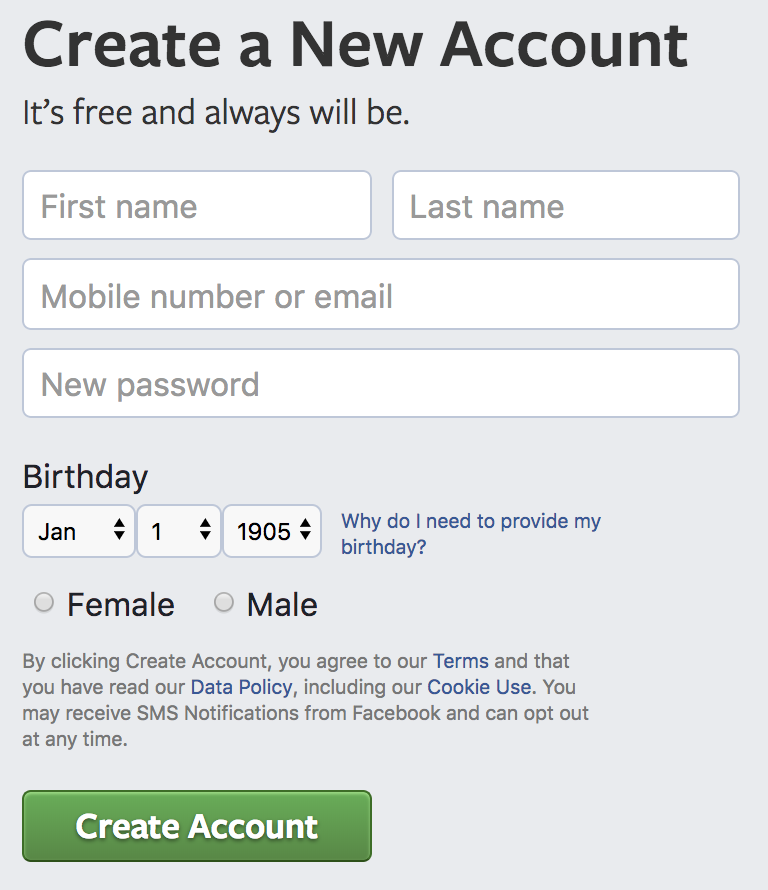 Create a New Account
It's free and always will be.
First name Last name
Mobile number or email
New password
Birthday
Jan 1 1905 Why do I need to provide my
birthday?
Female Male
By clicking Create Account, you agree to our Terms and that
you have read our Data Policy, including our Cookie Use. You
may receive SMS Notifications from Facebook and can opt out
at any time.
Create Account